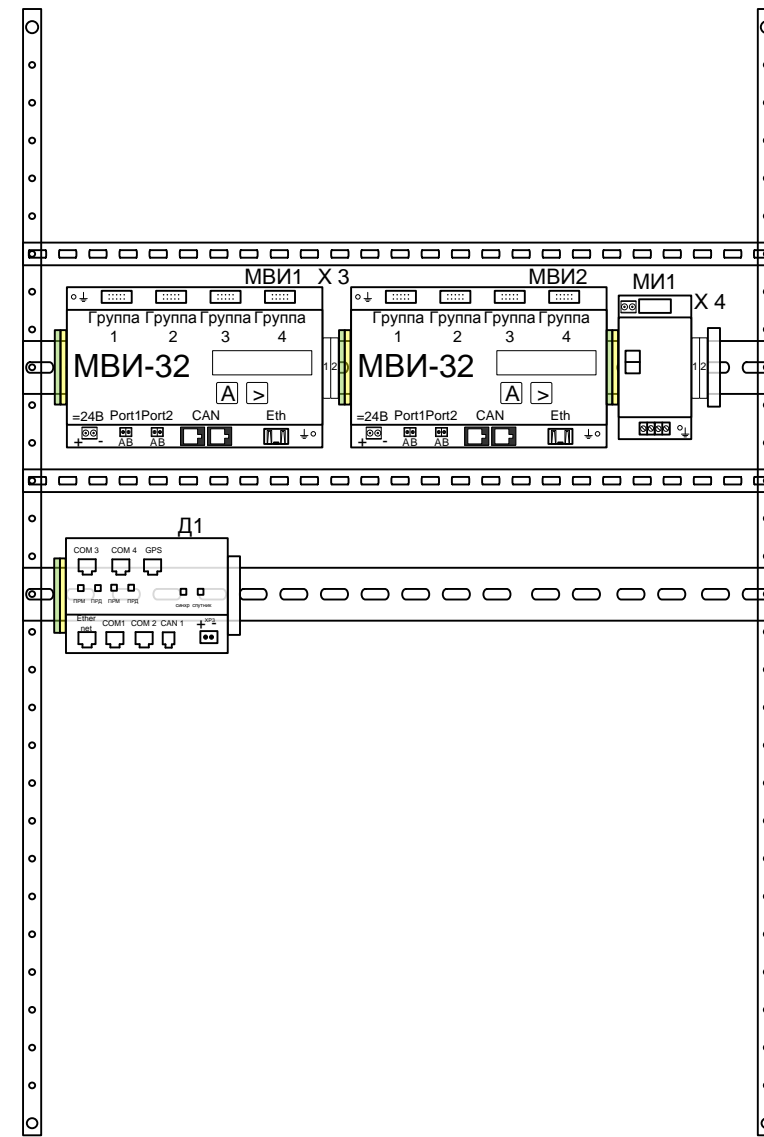 МВИ1 Х 3 МВИ2 МИ1
Х 4
Группа Группа Группа Группа
1 2 3 4
МВИ-32
A >
=24В Port1 Port2 CAN Eth
+ - AB AB
1 2
Группа Группа Группа Группа
1 2 3 4
МВИ-32
A >
=24В Port1 Port2 CAN Eth
+ - AB AB
1 2
Д1
COM 3 COM 4 GPS
ПРМ ПРД ПРМ ПРД синхр спутник
Ether
net COM1 COM 2 CAN 1 + XP3 -